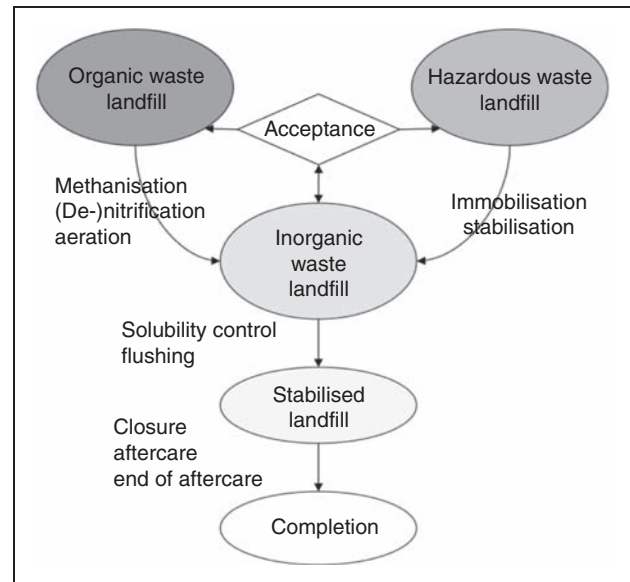 Organic waste
landfill
Hazardous waste
landfill
Acceptance
Methanisation
(De-)nitrification
aeration
Immobilisation
stabilisation
Inorganic
waste
landfill
Solubility control
flushing
Stabilised
landfill
Closure
aftercare
end of aftercare
Completion